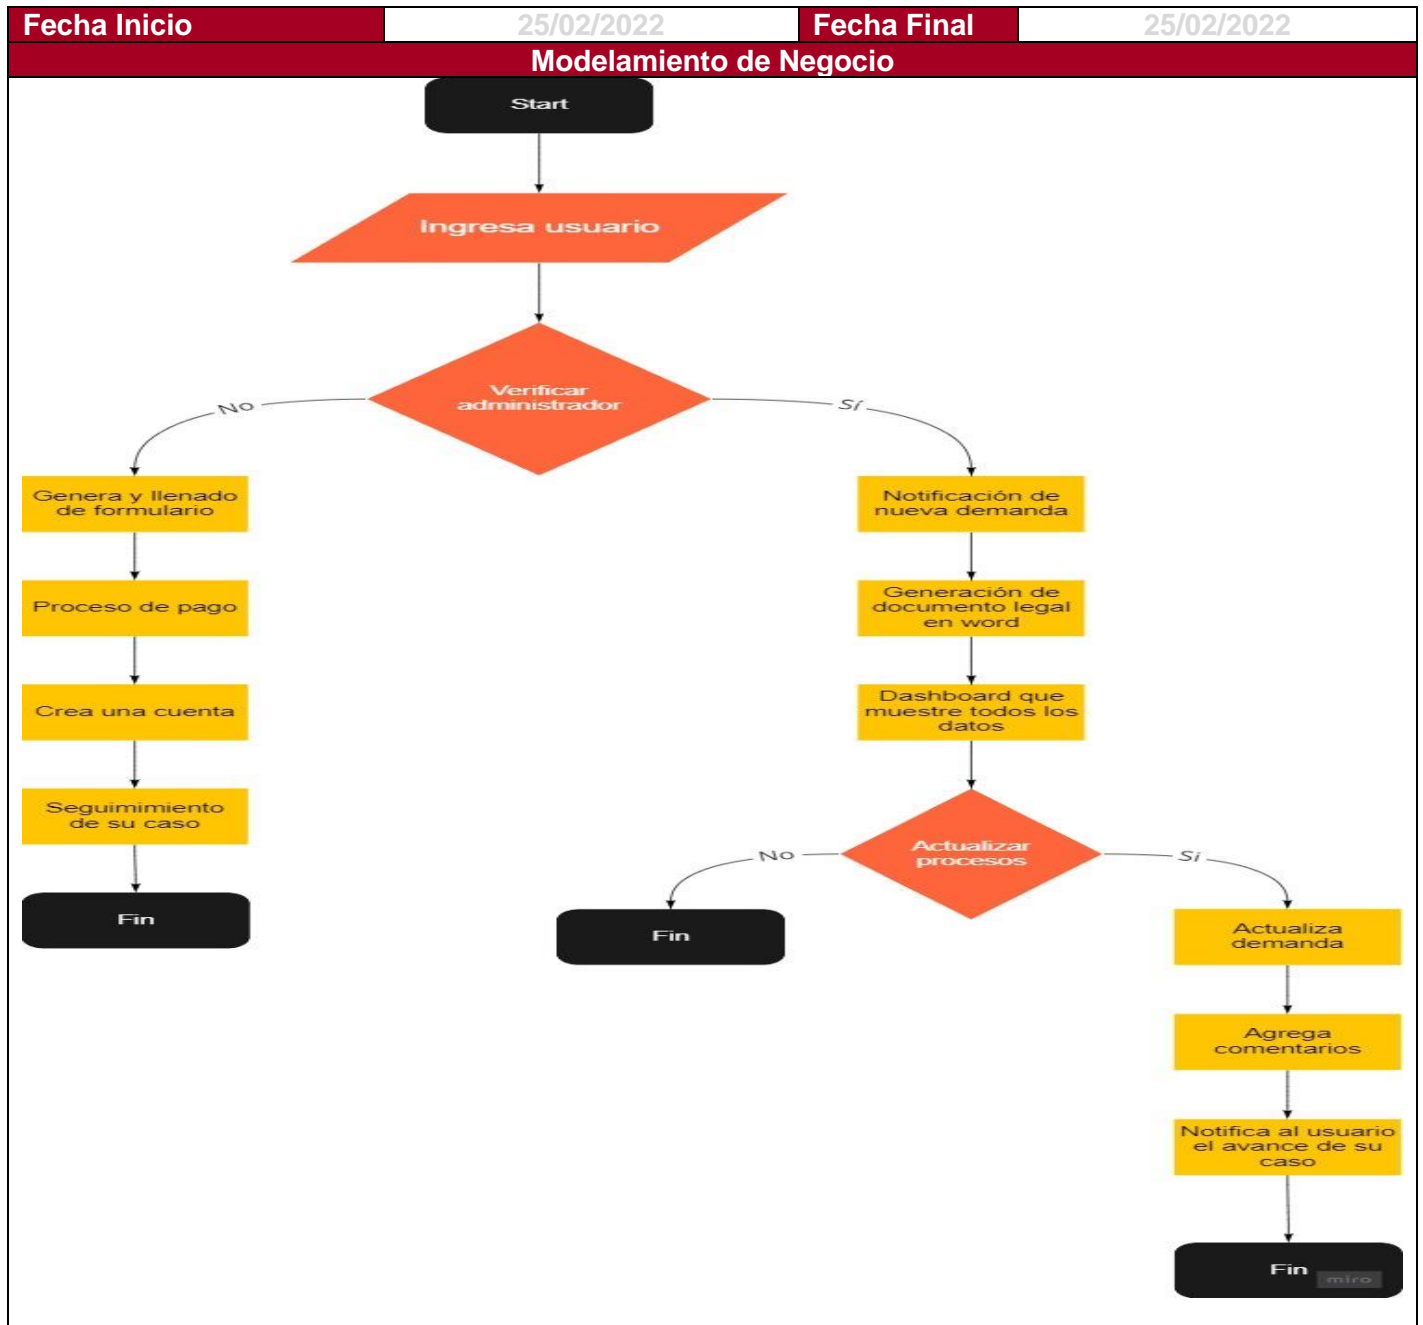 Fecha Inicio 25/02/2022 Fecha Final 25/02/2022
Modelamiento de Negocio
Start
Ingresa usuario
Verificar
administrador
No
Sí
Genera y llenado
de formulario
Proceso de pago
Crea una cuenta
Seguimimiento
de su caso
Fin
Notificación de
nueva demanda
Generación de
documento legal
en word
Dashboard que
muestre todos los
datos
Actualizar
procesos
No
Si
Fin
Actualiza
demanda
Agrega
comentarios
Notifica al usuario
el avance de su
caso
Fin
miro